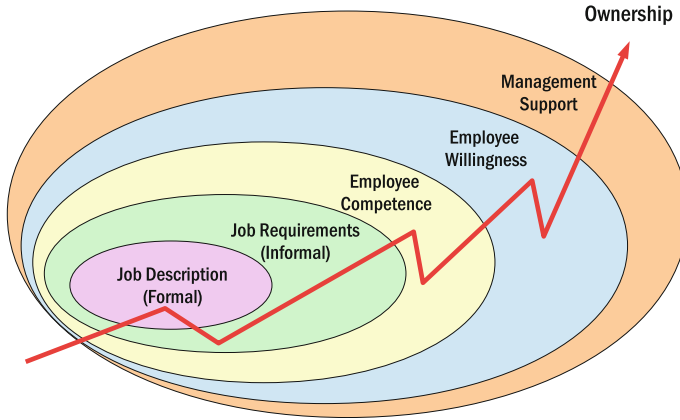 Ownership
Management
Support
Employee
Willingness
Employee
Competence
Job Requirements
(Informal)
Job Description
(Formal)